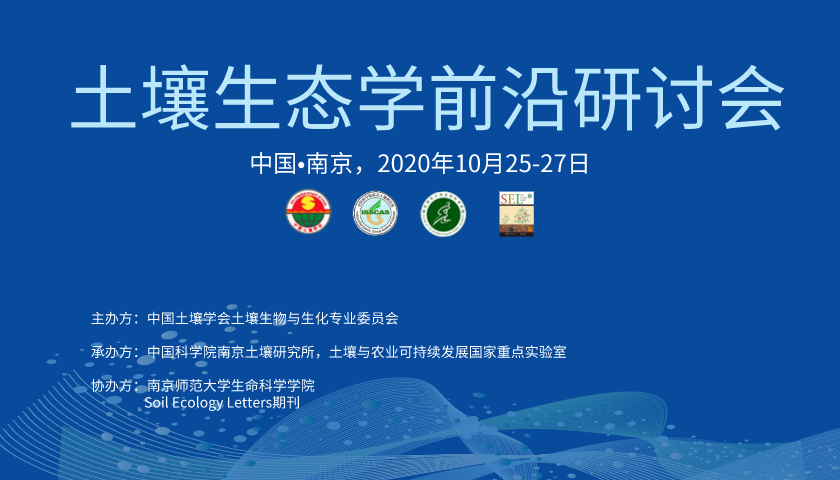 土壤生态学前沿研讨会
中国•南京，2020年10月25-27日
ISSCAS
SEL
主办方：中国土壤学会土壤生物与生化专业委员会
承办方：中国科学院南京土壤研究所，土壤与农业可持续发展国家重点实验室
协办方：南京师范大学生命科学学院
Soil Ecology Letters期刊